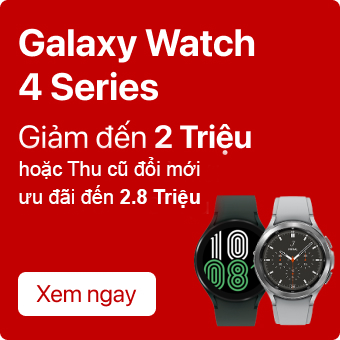 Galaxy Watch
4 Series
Giảm đến 2 Triệu
hoặc Thu cũ đổi mới
ưu đãi đến 2.8 Triệu
10
08
Xem ngay